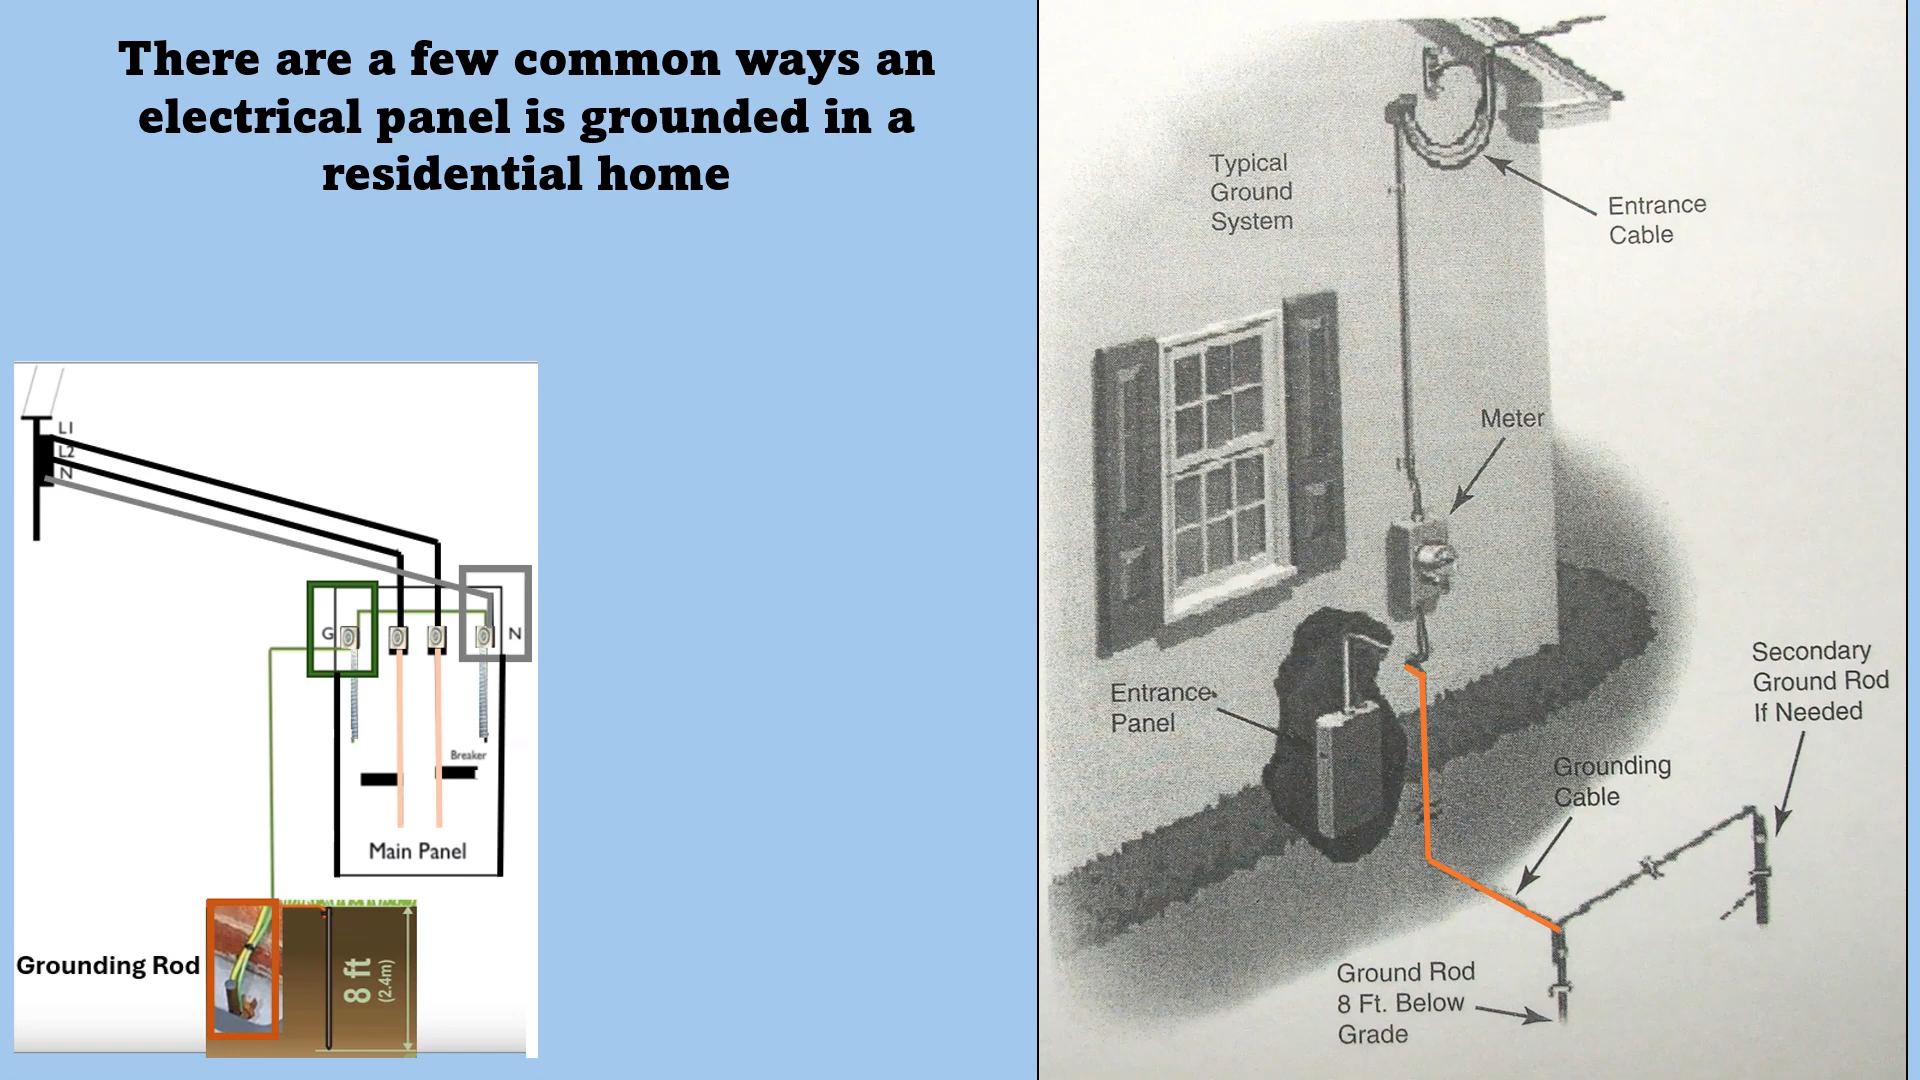 There are a few common ways an
electrical panel is grounded in a
residential home
L1
L2
N
G
N
Breaker
Main Panel
Grounding Rod
8 ft
(2.4m)
Typical
Ground
System
Entrance
Cable
Meter
Entrance
Panel
Secondary
Ground Rod
If Needed
Grounding
Cable
Ground Rod
8 Ft. Below
Grade